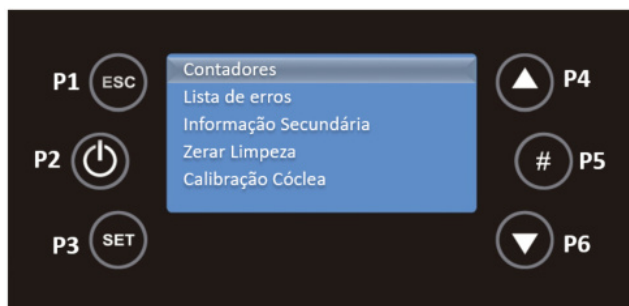 P1 ESC
Contadores
Lista de erros
Informação Secundária
Zerar Limpeza
Calibração Cóclea
P4
P2
# P5
P3 SET
P6